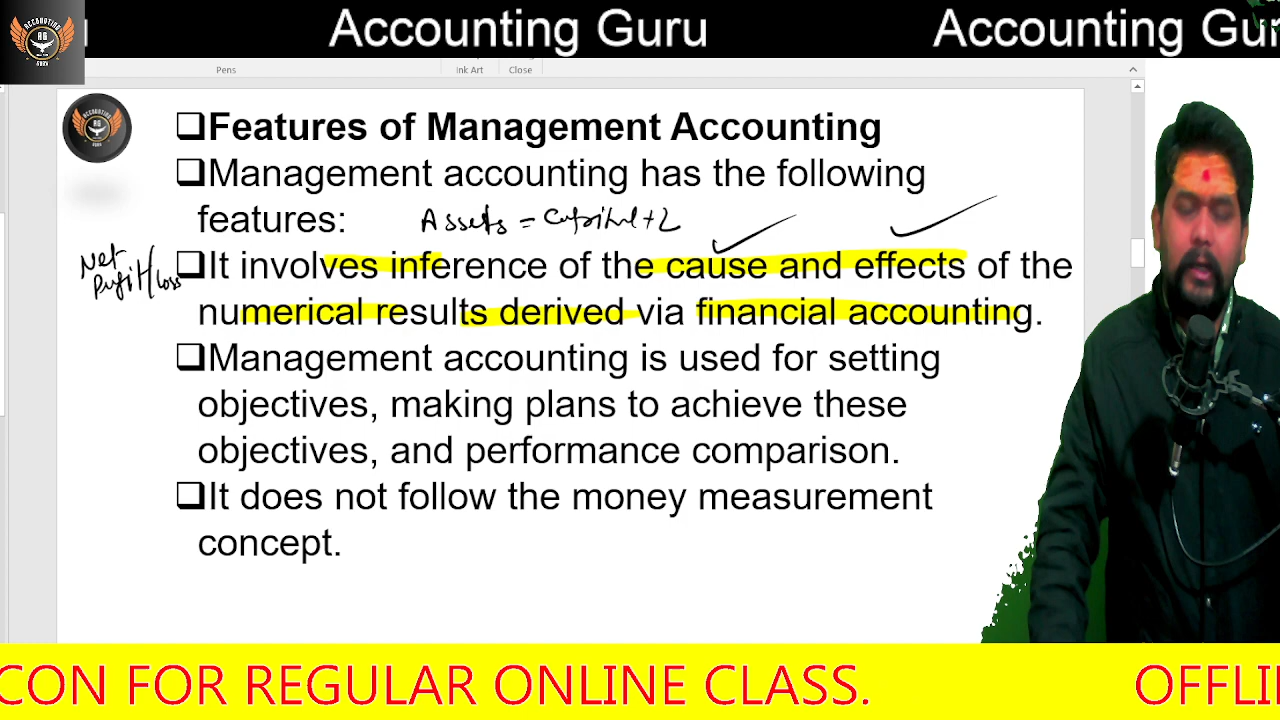 Accounting Guru
Accounting Gur
u
ACCOUNTING
AG
GURU
Pens
Ink Art
Close
❑Features of Management Accounting
❑Management accounting has the following
features:
Assets = Capital + L
Net
Profit/Loss
❑It involves inference of the cause and effects of the
numerical results derived via financial accounting.
❑Management accounting is used for setting
objectives, making plans to achieve these
objectives, and performance comparison.
❑It does not follow the money measurement
concept.
CON FOR REGULAR ONLINE CLASS.
OFFLI